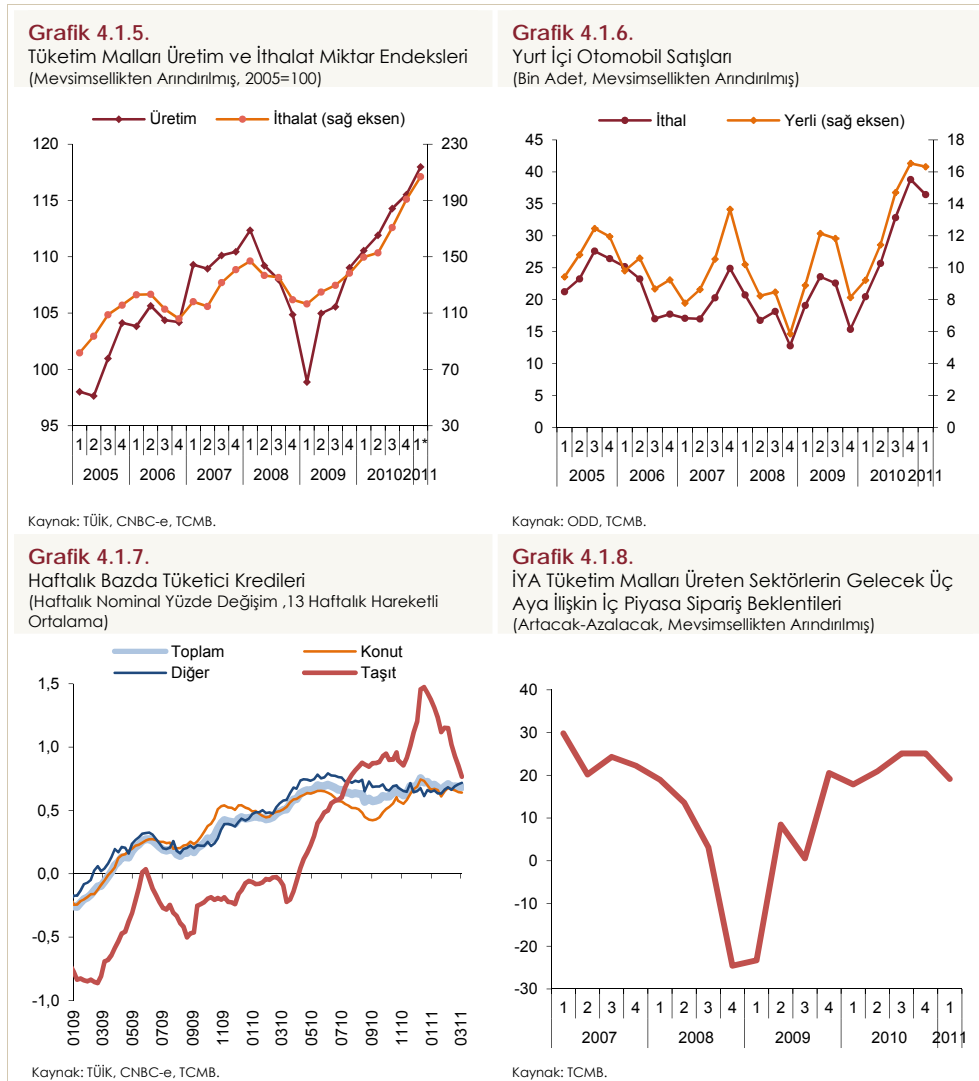 Grafik 4.1.5.
Tüketim Malları Üretim ve İthalat Miktar Endeksleri
(Mevsimsellikten Arındırılmış, 2005=100)
Üretim İthalat (sağ eksen)
120 230
115 190
110 150
105 110
100 70
95 30
1 2 3 4 1 2 3 4 1 2 3 4 1 2 3 4 1 2 3 4 1 2 3 4 1*
2005 2006 2007 2008 2009 2010 2011
Kaynak: TÜİK, CNBC-e, TCMB.
Grafik 4.1.6.
Yurt İçi Otomobil Satışları
(Bin Adet, Mevsimsellikten Arındırılmış)
İthal Yerli (sağ eksen)
45 18
40 16
35 14
30 12
25 10
20 8
15 6
10 4
5 2
0 0
1 2 3 4 1 2 3 4 1 2 3 4 1 2 3 4 1 2 3 4 1 2 3 4 1
2005 2006 2007 2008 2009 2010 2011
Kaynak: ODD, TCMB.
Grafik 4.1.7.
Haftalık Bazda Tüketici Kredileri
(Haftalık Nominal Yüzde Değişim ,13 Haftalık Hareketli
Ortalama)
Toplam Konut
Diğer Taşıt
1,5
1,0
0,5
0,0
-0,5
-1,0
0109 0309 0509 0709 0909 1109 0110 0310 0510 0710 0910 1110 0111 0311
Kaynak: TÜİK, CNBC-e, TCMB.
Grafik 4.1.8.
İYA Tüketim Malları Üreten Sektörlerin Gelecek Üç
Aya İlişkin İç Piyasa Sipariş Beklentileri
(Artacak-Azalacak, Mevsimsellikten Arındırılmış)
40
30
20
10
0
-10
-20
-30
1 2 3 4 1 2 3 4 1 2 3 4 1 2 3 4 1
2007 2008 2009 2010 2011
Kaynak: TCMB.